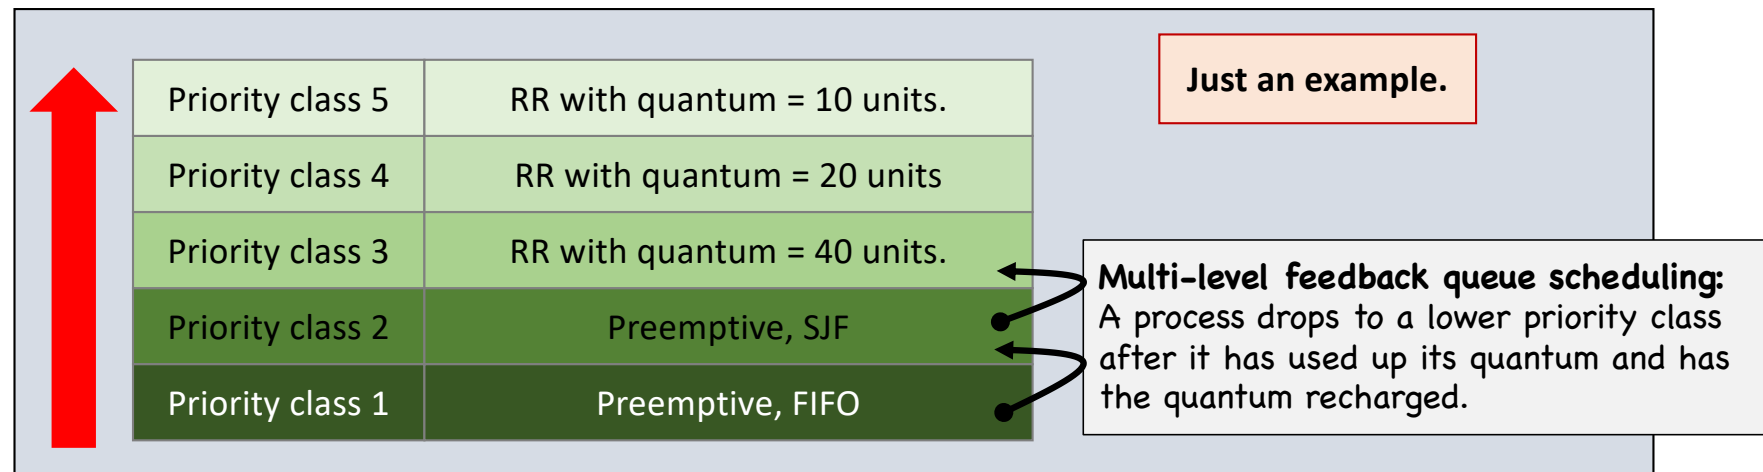 Just an example.
Priority class 5 RR with quantum = 10 units.
Priority class 4 RR with quantum = 20 units
Priority class 3 RR with quantum = 40 units.
Priority class 2 Preemptive, SJF
Priority class 1 Preemptive, FIFO
Multi-level feedback queue scheduling:
A process drops to a lower priority class
after it has used up its quantum and has
the quantum recharged.